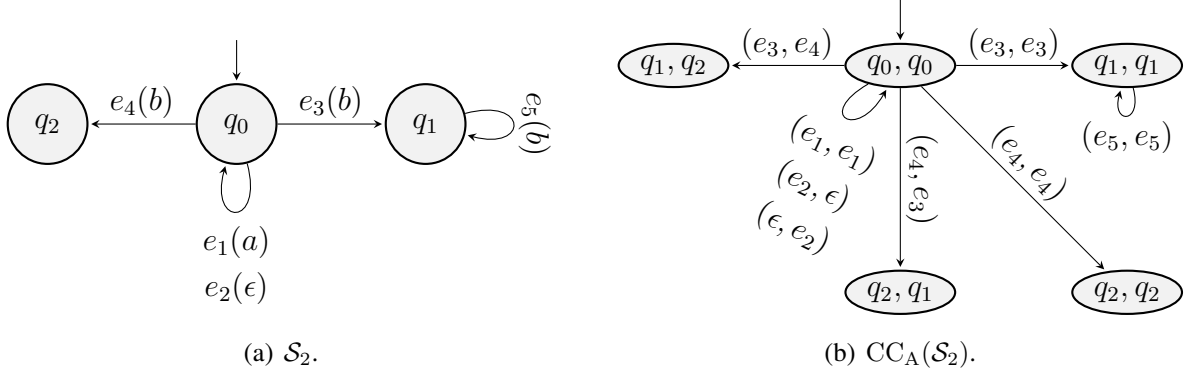 e₄(b)
e₃(b)
q₂
q₀
q₁
e₅(b)
e₁(a)
e₂(ϵ)
(a) 𝒮₂.
(e₃, e₄)
(e₃, e₃)
q₁, q₂
q₀, q₀
q₁, q₁
(e₁, e₁)
(e₂, ϵ)
(ϵ, e₂)
(e₄, e₃)
(e₄, e₄)
(e₅, e₅)
q₂, q₁
q₂, q₂
(b) CC_A(𝒮₂).